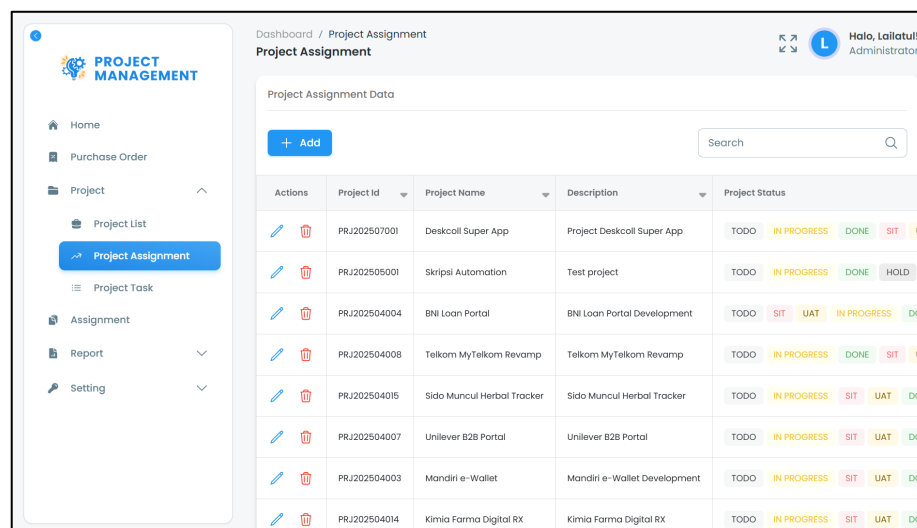 PROJECT
MANAGEMENT
Home
Purchase Order
Project
Project List
Project Assignment
Project Task
Assignment
Report
Setting
Dashboard / Project Assignment
Project Assignment
L
Halo, Lailatul!
Administrator
Project Assignment Data
+ Add
Search
Actions Project Id Project Name Description Project Status
PRJ202507001 Deskcoll Super App Project Deskcoll Super App TODO IN PROGRESS DONE SIT
PRJ202505001 Skripsi Automation Test project TODO IN PROGRESS DONE HOLD
PRJ202504004 BNI Loan Portal BNI Loan Portal Development TODO SIT UAT IN PROGRESS
PRJ202504008 Telkom MyTelkom Revamp Telkom MyTelkom Revamp TODO IN PROGRESS DONE SIT
PRJ202504015 Sido Muncul Herbal Tracker Sido Muncul Herbal Tracker TODO IN PROGRESS SIT UAT
PRJ202504007 Unilever B2B Portal Unilever B2B Portal TODO IN PROGRESS SIT UAT
PRJ202504003 Mandiri e-Wallet Mandiri e-Wallet Development TODO IN PROGRESS SIT UAT
PRJ202504014 Kimia Farma Digital RX Kimia Farma Digital RX TODO IN PROGRESS SIT UAT